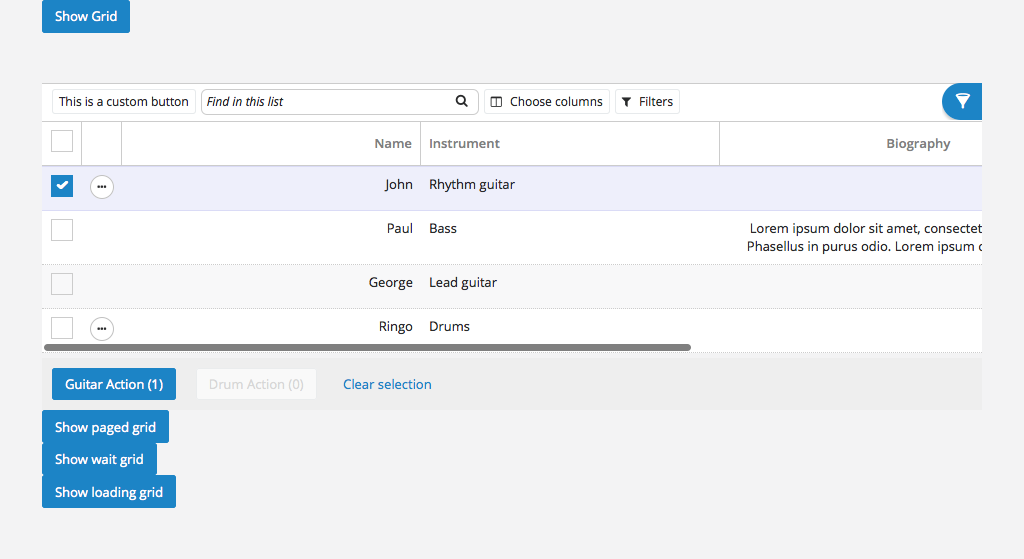 Show Grid
This is a custom button Find in this list Choose columns Filters
Name Instrument Biography
John Rhythm guitar
Paul Bass Lorem ipsum dolor sit amet, consectet
Phasellus in purus odio. Lorem ipsum
George Lead guitar
Ringo Drums
Guitar Action (1) Drum Action (0) Clear selection
Show paged grid
Show wait grid
Show loading grid